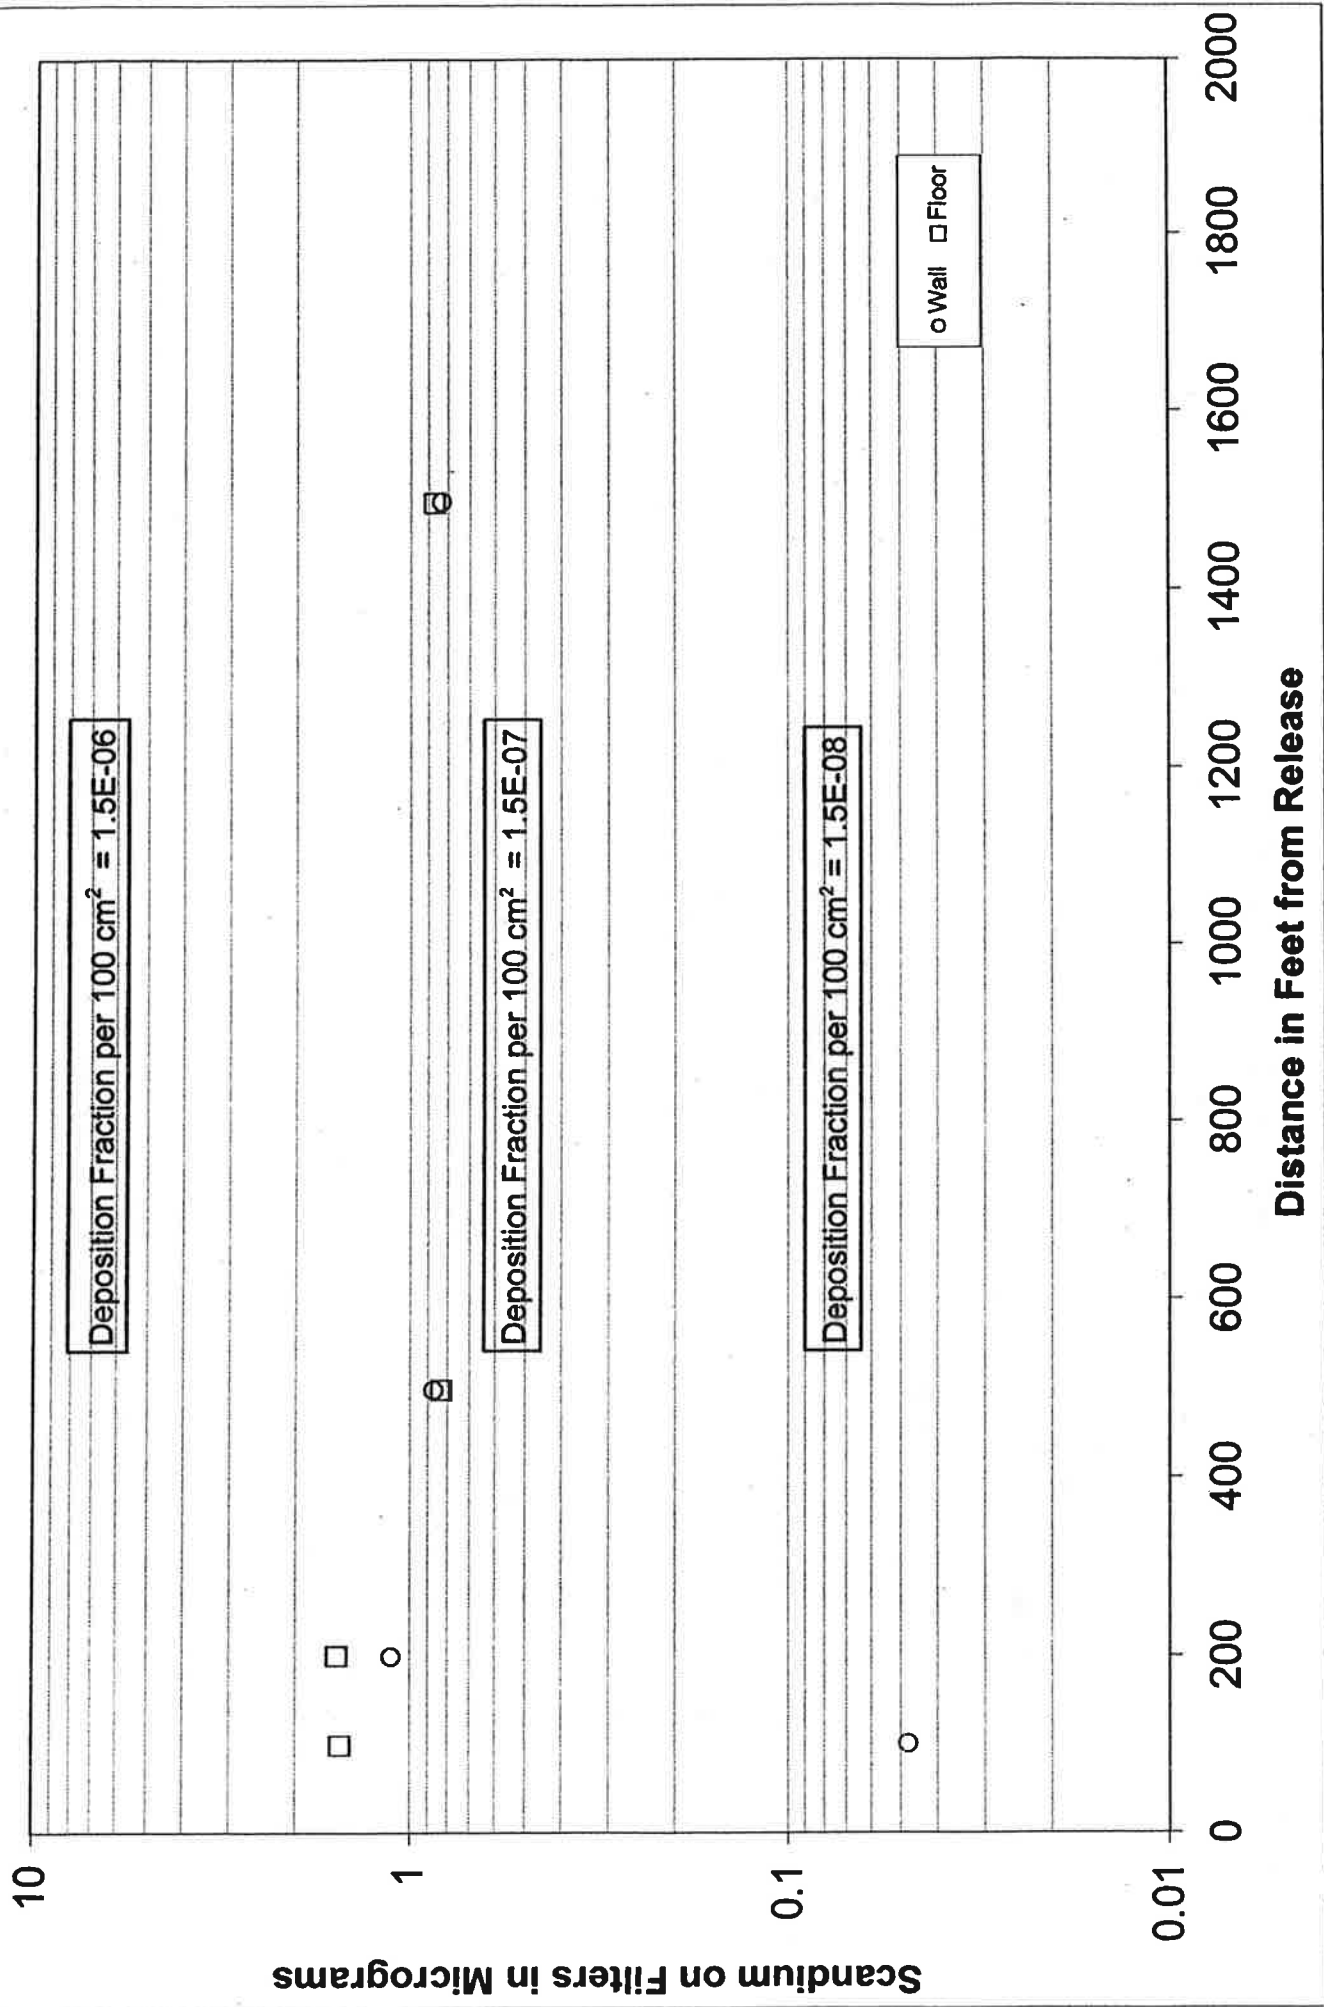 Scandium on Filters in Micrograms
10
1
0.1
0.01
Deposition Fraction per 100 cm² = 1.5E-06
Deposition Fraction per 100 cm² = 1.5E-07
Deposition Fraction per 100 cm² = 1.5E-08
Wall Floor
0 200 400 600 800 1000 1200 1400 1600 1800 2000
Distance in Feet from Release